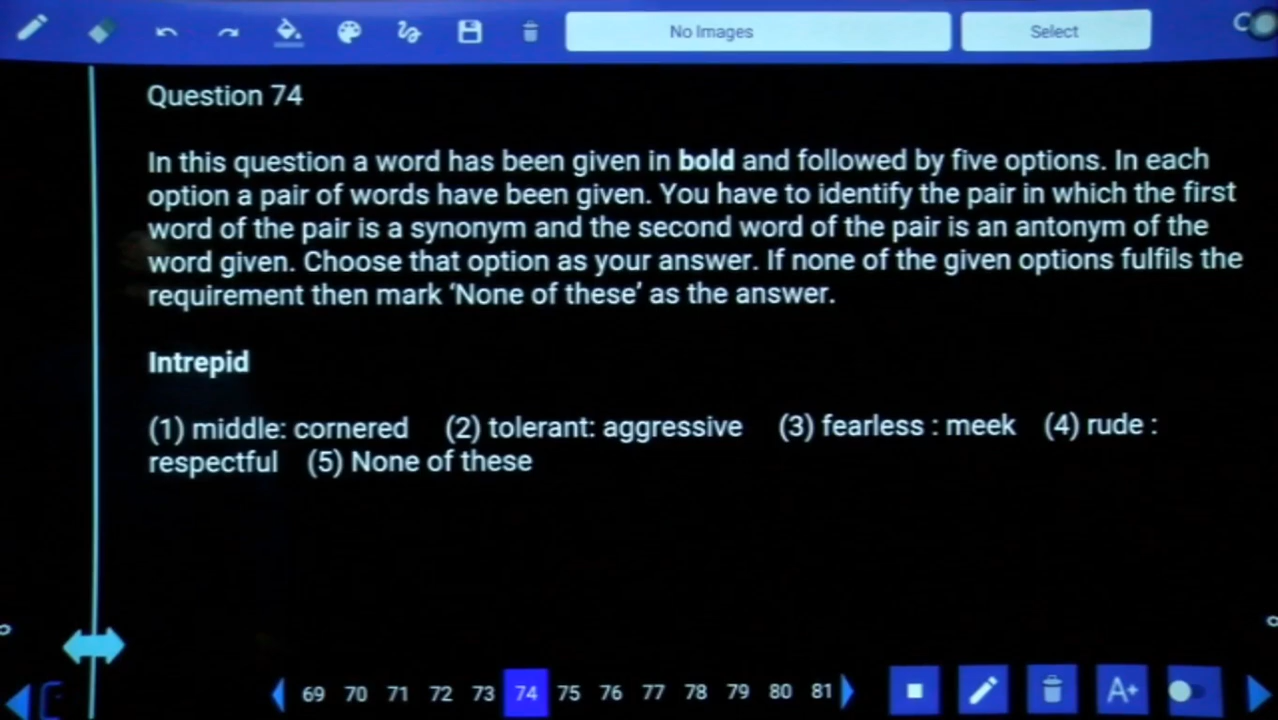 No Images Select
Question 74
In this question a word has been given in bold and followed by five options. In each
option a pair of words have been given. You have to identify the pair in which the first
word of the pair is a synonym and the second word of the pair is an antonym of the
word given. Choose that option as your answer. If none of the given options fulfils the
requirement then mark ‘None of these’ as the answer.
Intrepid
(1) middle: cornered (2) tolerant: aggressive (3) fearless : meek (4) rude :
respectful (5) None of these
69 70 71 72 73 74 75 76 77 78 79 80 81 A+